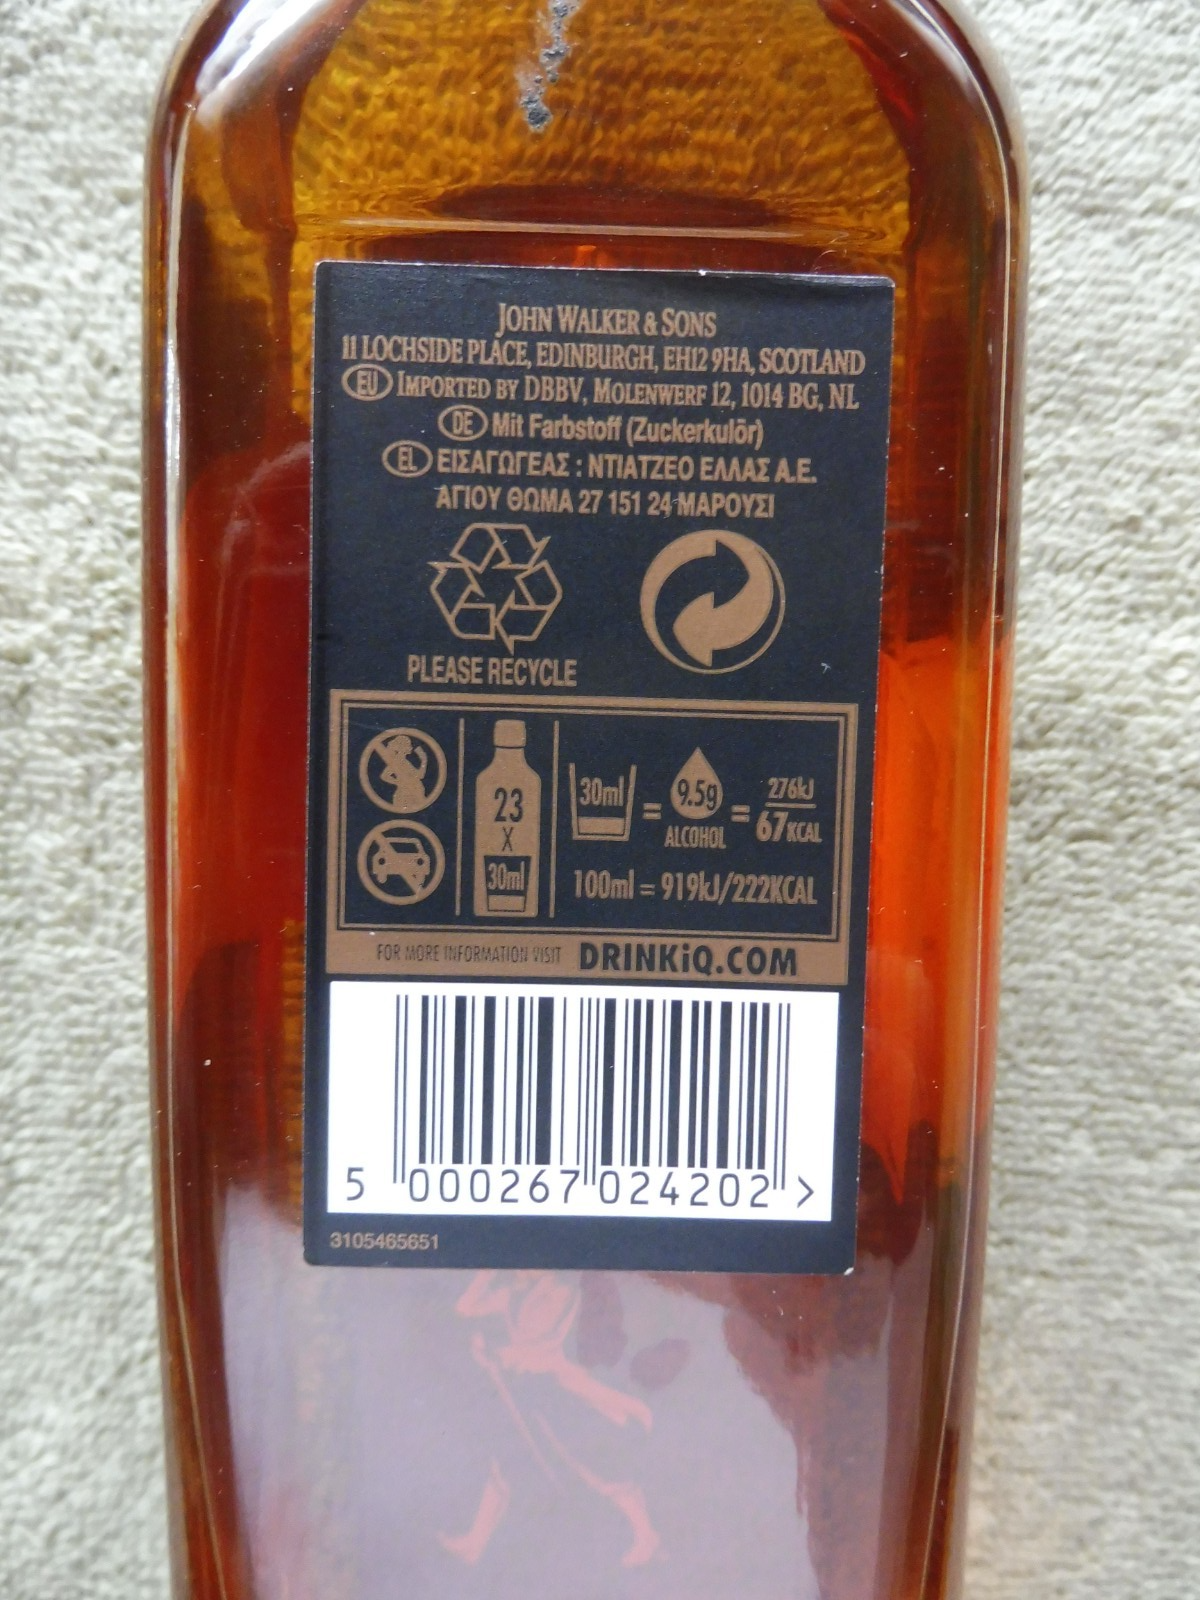 JOHN WALKER & SONS
11 LOCHSIDE PLACE, EDINBURGH, EH12 9HA, SCOTLAND
EU IMPORTED BY DBBV, MOLENWERF 12, 1014 BG, NL
DE Mit Farbstoff (Zuckerkulör)
EL ΕΙΣΑΓΩΓΕΑΣ : ΝΤΙΑΤΖΕΟ ΕΛΛΑΣ Α.Ε.
ΑΓΙΟΥ ΘΩΜΑ 27 151 24 ΜΑΡΟΥΣΙ
PLEASE RECYCLE
23
X
30ml
30ml = 9.5g ALCOHOL = 276kJ
67KCAL
100ml = 919kJ/222KCAL
FOR MORE INFORMATION VISIT DRINKiQ.COM
5 000267 024202 >
3105465651